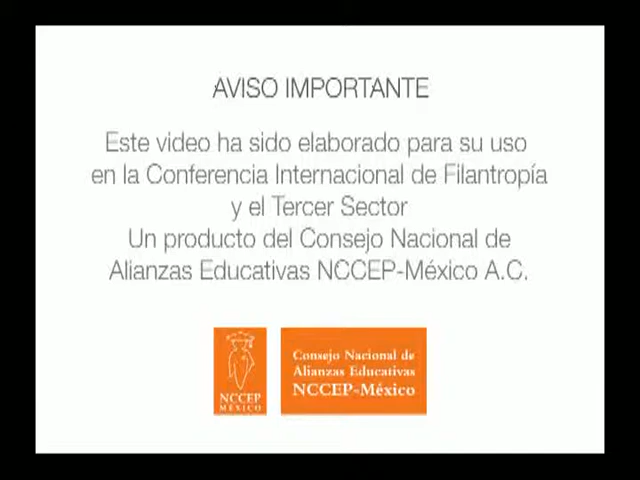 AVISO IMPORTANTE
Este video ha sido elaborado para su uso
en la Conferencia Internacional de Filantropía
y el Tercer Sector
Un producto del Consejo Nacional de
Alianzas Educativas NCCEP-México A.C.
NCCEP
MÉXICO
Consejo Nacional de
Alianzas Educativas
NCCEP-México